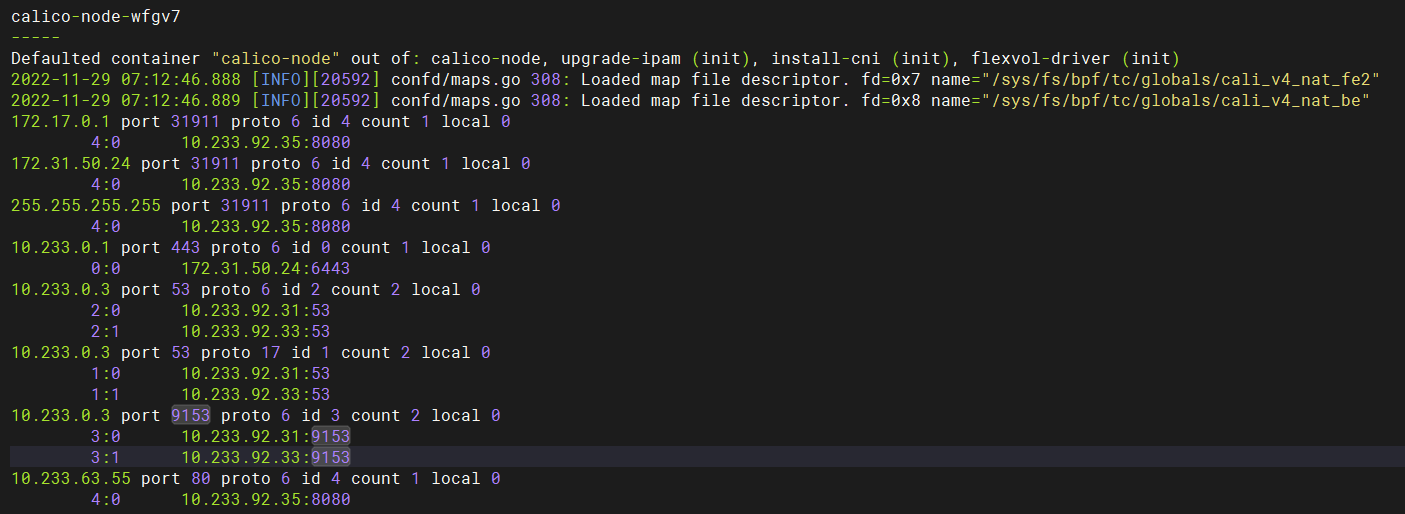 calico-node-wfgv7
-----
Defaulted container "calico-node" out of: calico-node, upgrade-ipam (init), install-cni (init), flexvol-driver (init)
2022-11-29 07:12:46.888 [INFO][20592] confd/maps.go 308: Loaded map file descriptor. fd=0x7 name="/sys/fs/bpf/tc/globals/cali_v4_nat_fe2"
2022-11-29 07:12:46.889 [INFO][20592] confd/maps.go 308: Loaded map file descriptor. fd=0x8 name="/sys/fs/bpf/tc/globals/cali_v4_nat_be"
172.17.0.1 port 31911 proto 6 id 4 count 1 local 0
4:0 10.233.92.35:8080
172.31.50.24 port 31911 proto 6 id 4 count 1 local 0
4:0 10.233.92.35:8080
255.255.255.255 port 31911 proto 6 id 4 count 1 local 0
4:0 10.233.92.35:8080
10.233.0.1 port 443 proto 6 id 0 count 1 local 0
0:0 172.31.50.24:6443
10.233.0.3 port 53 proto 6 id 2 count 2 local 0
2:0 10.233.92.31:53
2:1 10.233.92.33:53
10.233.0.3 port 53 proto 17 id 1 count 2 local 0
1:0 10.233.92.31:53
1:1 10.233.92.33:53
10.233.0.3 port 9153 proto 6 id 3 count 2 local 0
3:0 10.233.92.31:9153
3:1 10.233.92.33:9153
10.233.63.55 port 80 proto 6 id 4 count 1 local 0
4:0 10.233.92.35:8080